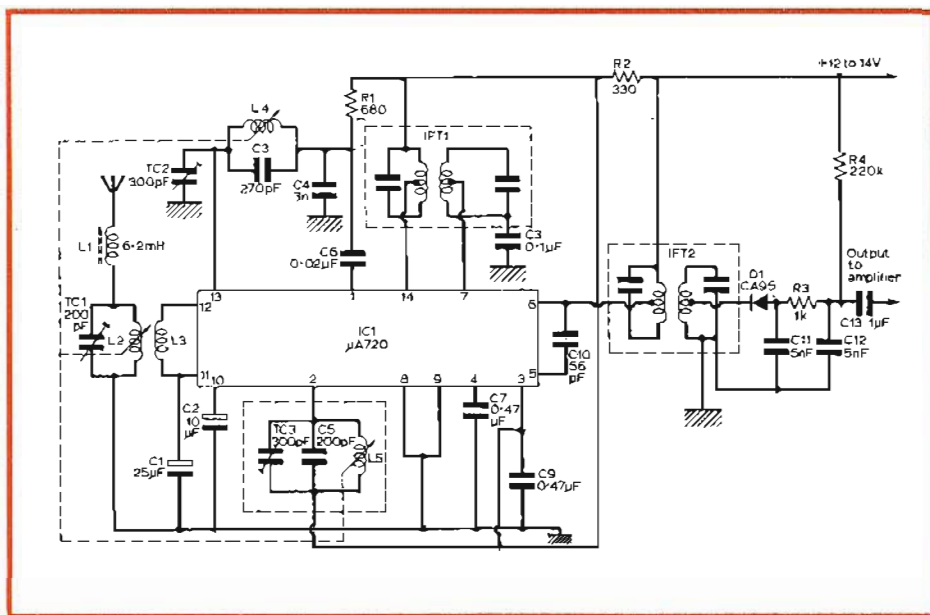 +12 to 14V
R2
330
R1
680
L4
IFT1
TC2
300pF
C3
270pF
C4
3n
R4
220k
L1
6·2mH
C6
0·02μF
C3
0·1μF
IFT2
Output
to
amplifier
TC1
200
pF
L2
L3
12
13
1
14
7
6
D1
OA95
R3
1k
C13
1μF
IC1
μA720
C10
56
pF
C11
5nF
C12
5nF
11
10
2
8
9
4
3
5
C2
10
μF
C7
0·47
μF
TC3
300pF
C5
200pF
L5
C1
25μF
C9
0·47μF